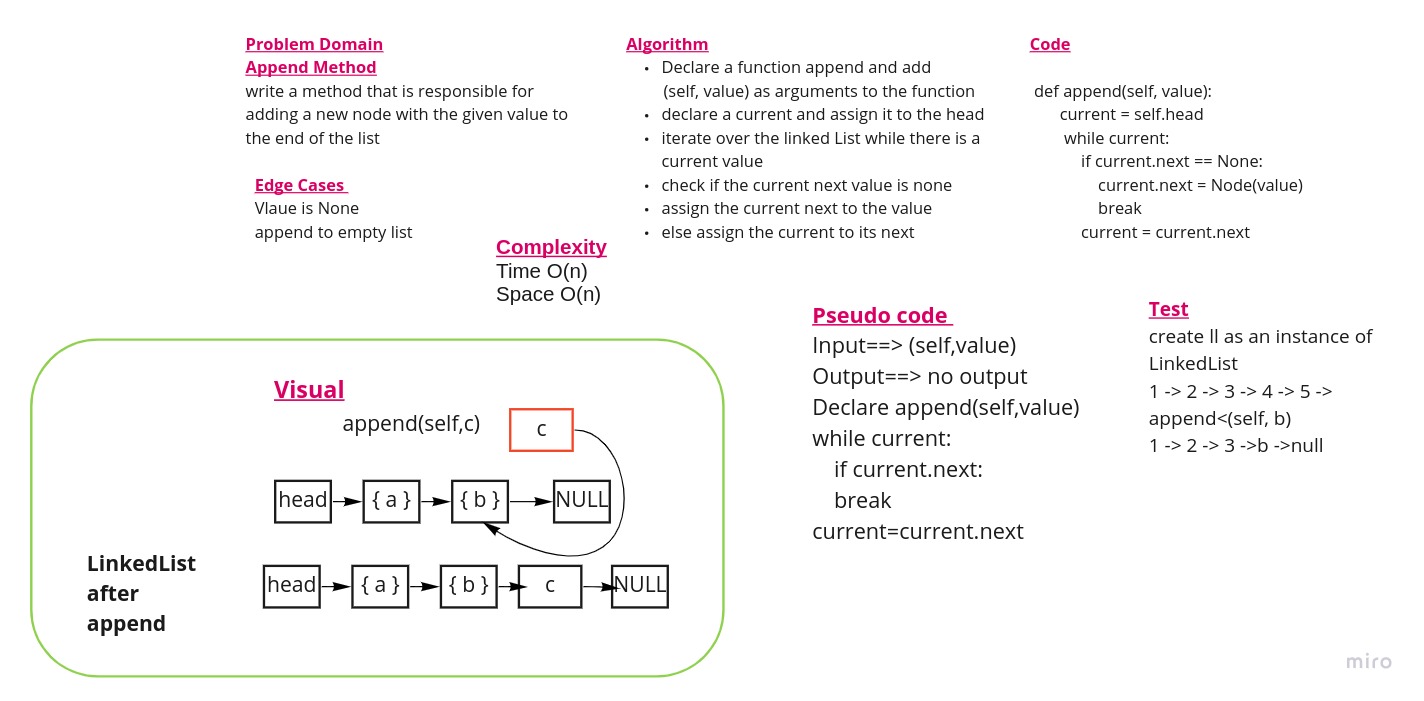 Problem Domain
Append Method
write a method that is responsible for
adding a new node with the given value to
the end of the list
Edge Cases
Vlaue is None
append to empty list
Complexity
Time O(n)
Space O(n)
Algorithm
• Declare a function append and add
(self, value) as arguments to the function
• declare a current and assign it to the head
• iterate over the linked List while there is a
current value
• check if the current next value is none
• assign the current next to the value
• else assign the current to its next
Code
def append(self, value):
current = self.head
while current:
if current.next == None:
current.next = Node(value)
break
current = current.next
Visual
append(self,c)
c
head { a } { b } NULL
LinkedList
after
append
head { a } { b } c NULL
Pseudo code
Input==> (self,value)
Output==> no output
Declare append(self,value)
while current:
if current.next:
break
current=current.next
Test
create ll as an instance of
LinkedList
1 -> 2 -> 3 -> 4 -> 5 ->
append<(self, b)
1 -> 2 -> 3 ->b ->null
miro